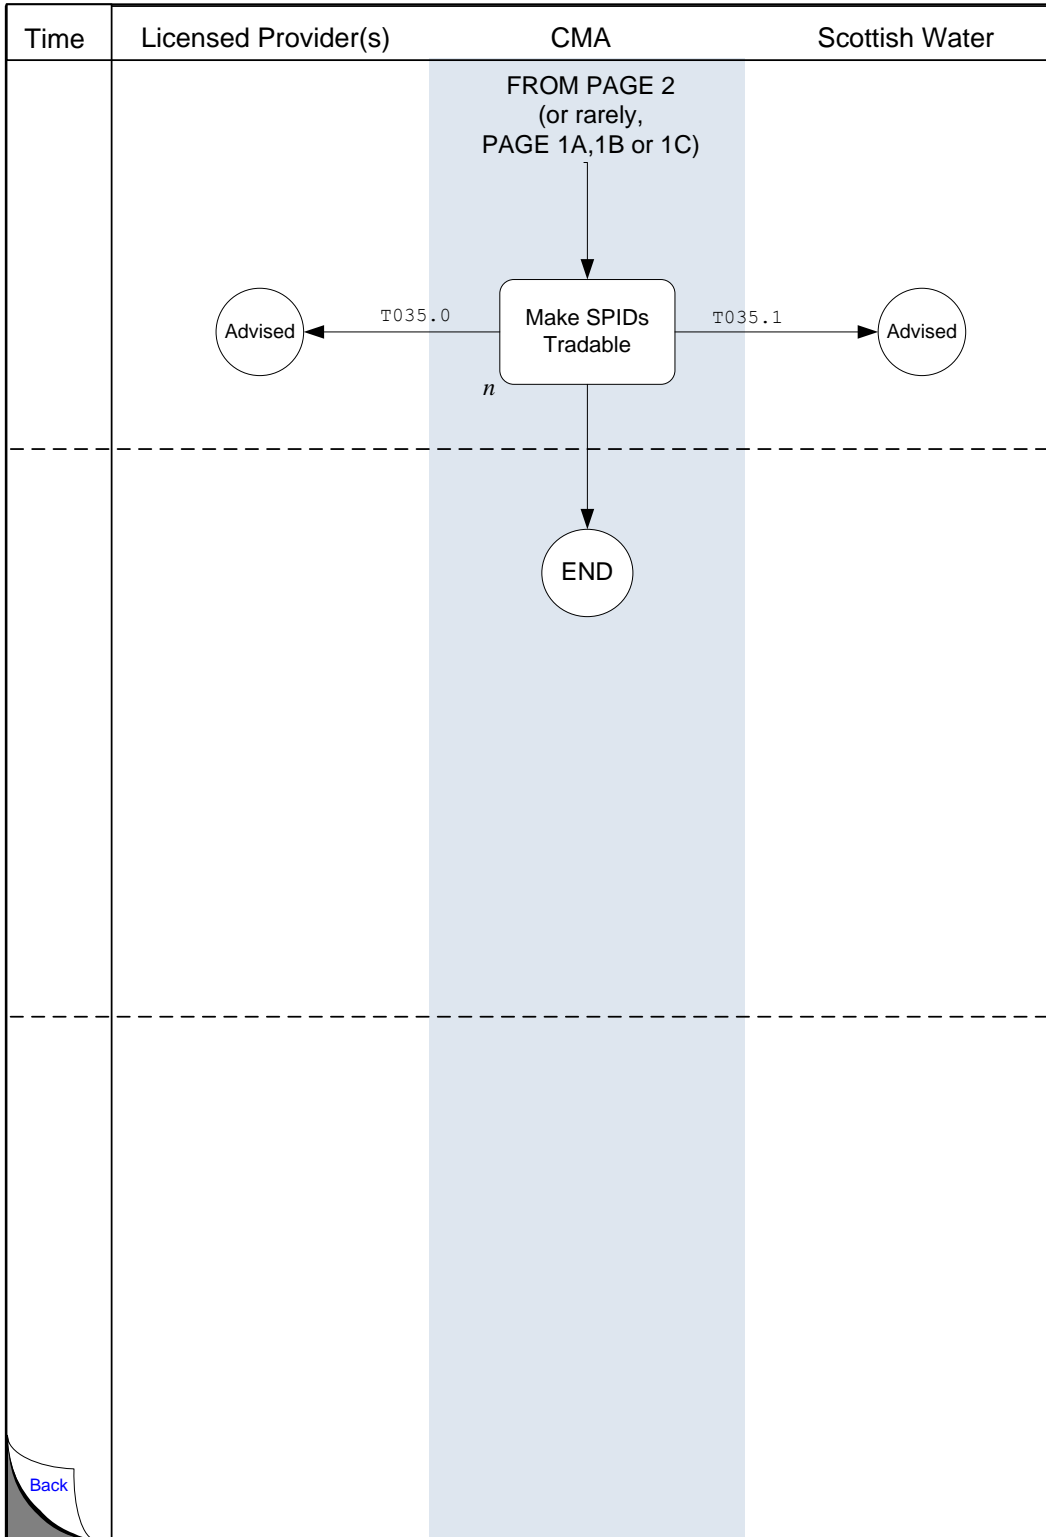 Time
Licensed Provider(s)
CMA
Scottish Water
FROM PAGE 2
(or rarely,
PAGE 1A,1B or 1C)
Advised
T035.0
Make SPIDs
Tradable
T035.1
Advised
n
END
Back